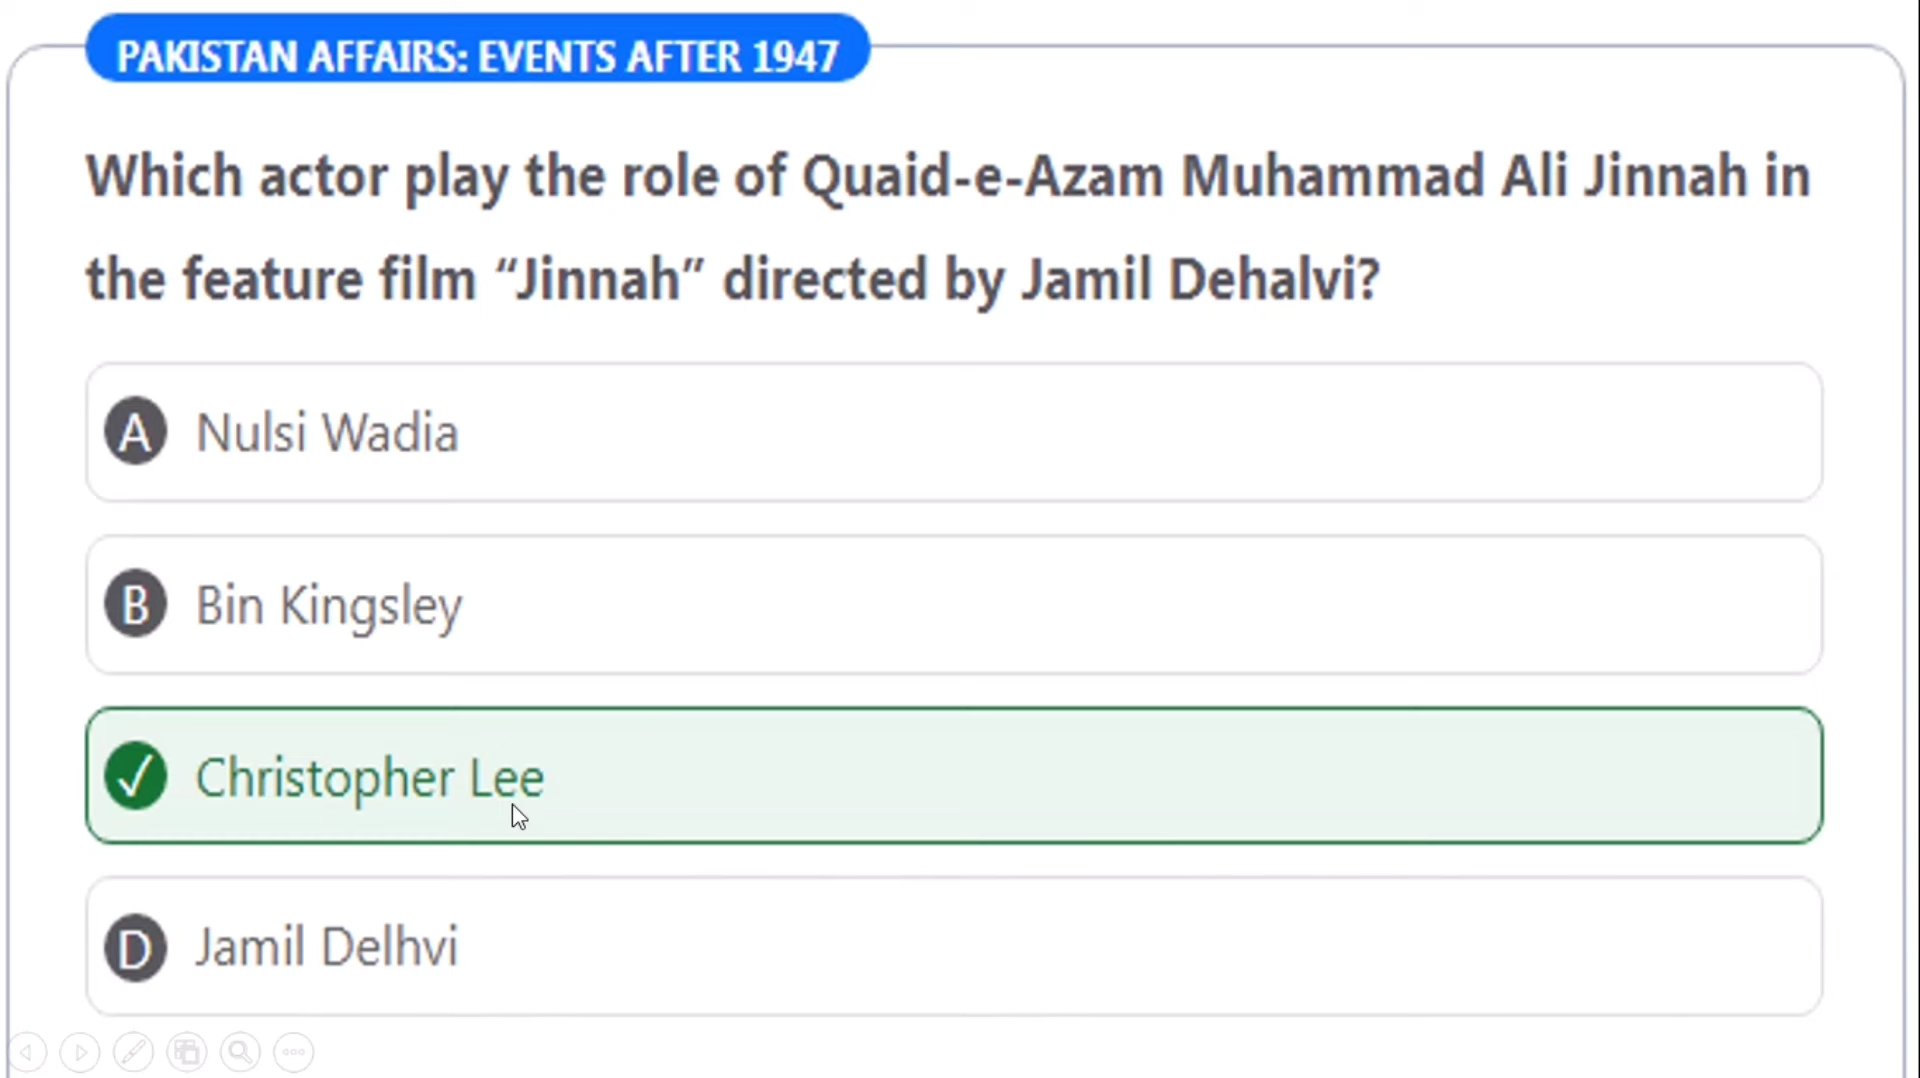 PAKISTAN AFFAIRS: EVENTS AFTER 1947
Which actor play the role of Quaid-e-Azam Muhammad Ali Jinnah in
the feature film “Jinnah” directed by Jamil Dehalvi?
A Nulsi Wadia
B Bin Kingsley
Christopher Lee
D Jamil Delhvi